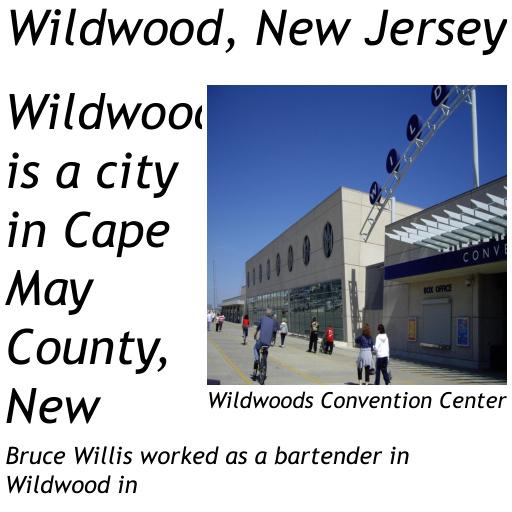 Wildwood, New Jersey
Wildwood
is a city
in Cape
May
County,
New
W I L D
CONVE
BOX OFFICE
Wildwoods Convention Center
Bruce Willis worked as a bartender in
Wildwood in